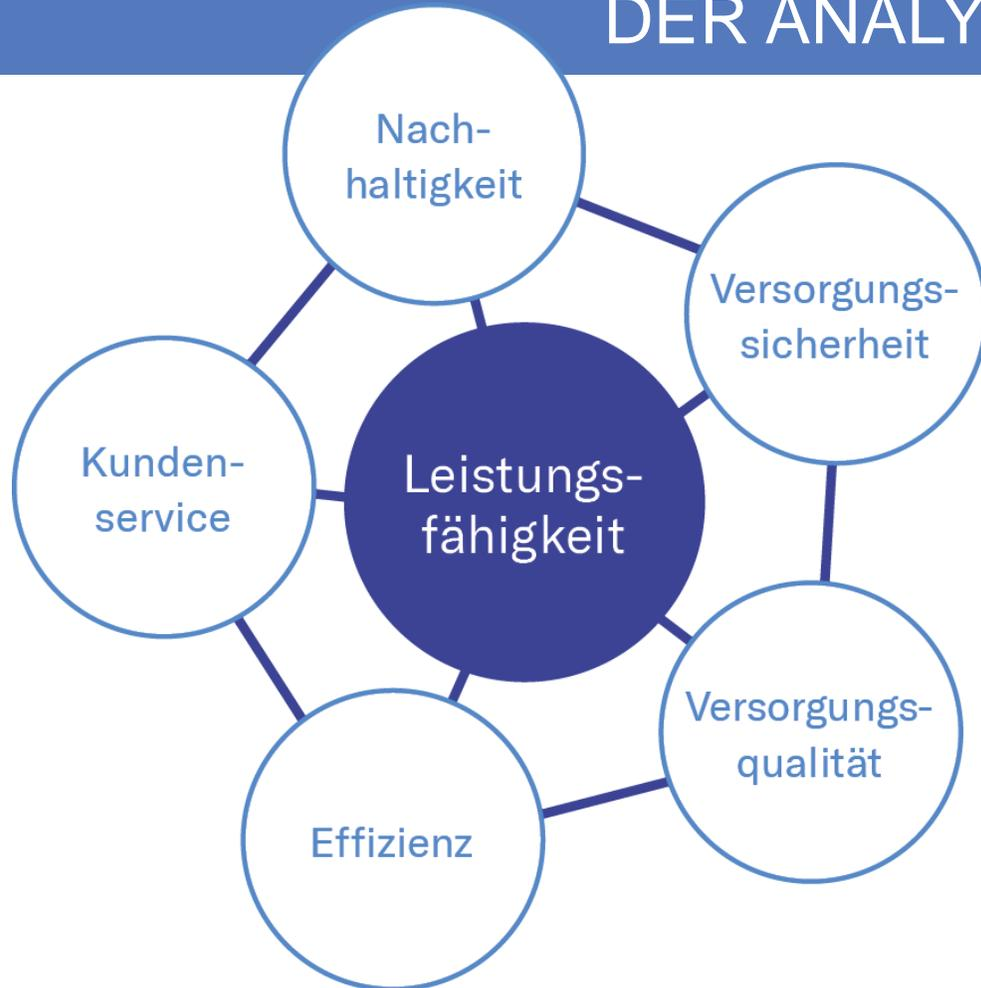 DER ANALY
Nach-
haltigkeit
Versorgungs-
sicherheit
Kunden-
service
Leistungs-
fähigkeit
Versorgungs-
qualität
Effizienz